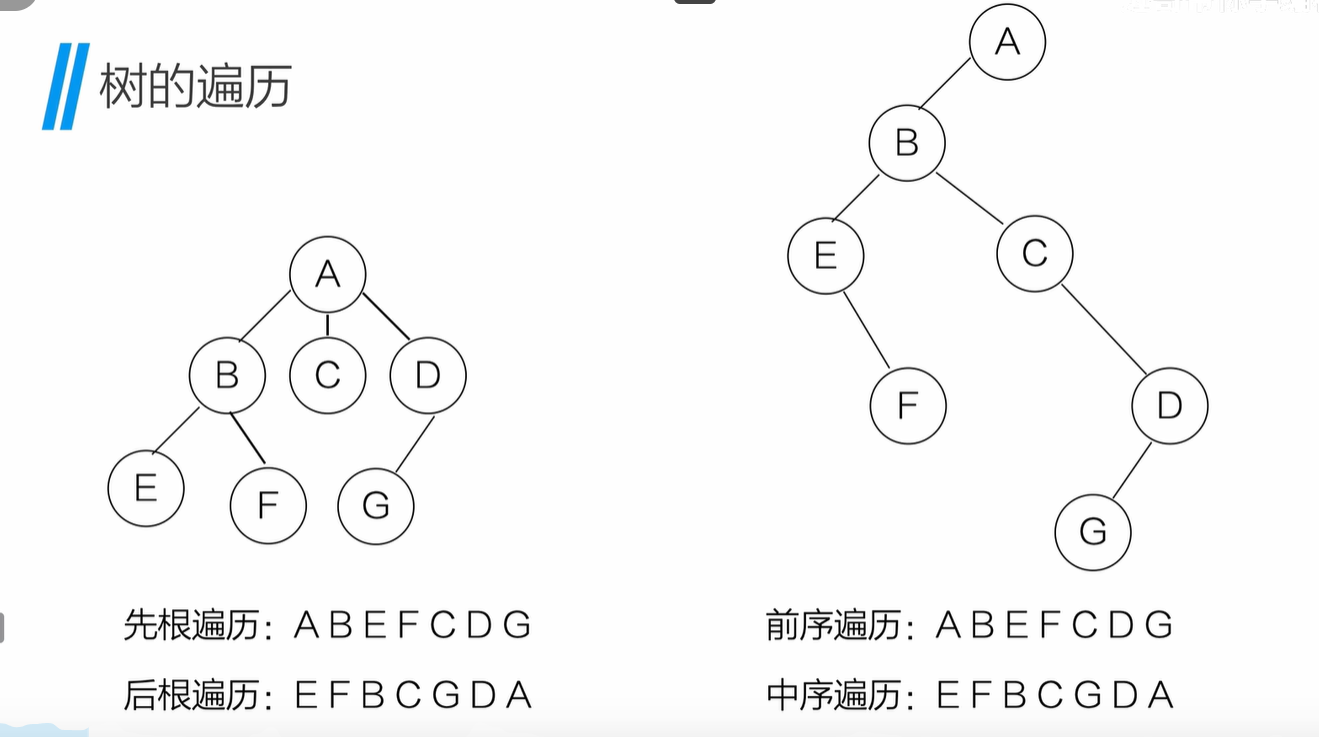 树的遍历
A
B
C
D
E
F
G
先根遍历：A B E F C D G
后根遍历：E F B C G D A
A
B
E
C
F
D
G
前序遍历：A B E F C D G
中序遍历：E F B C G D A